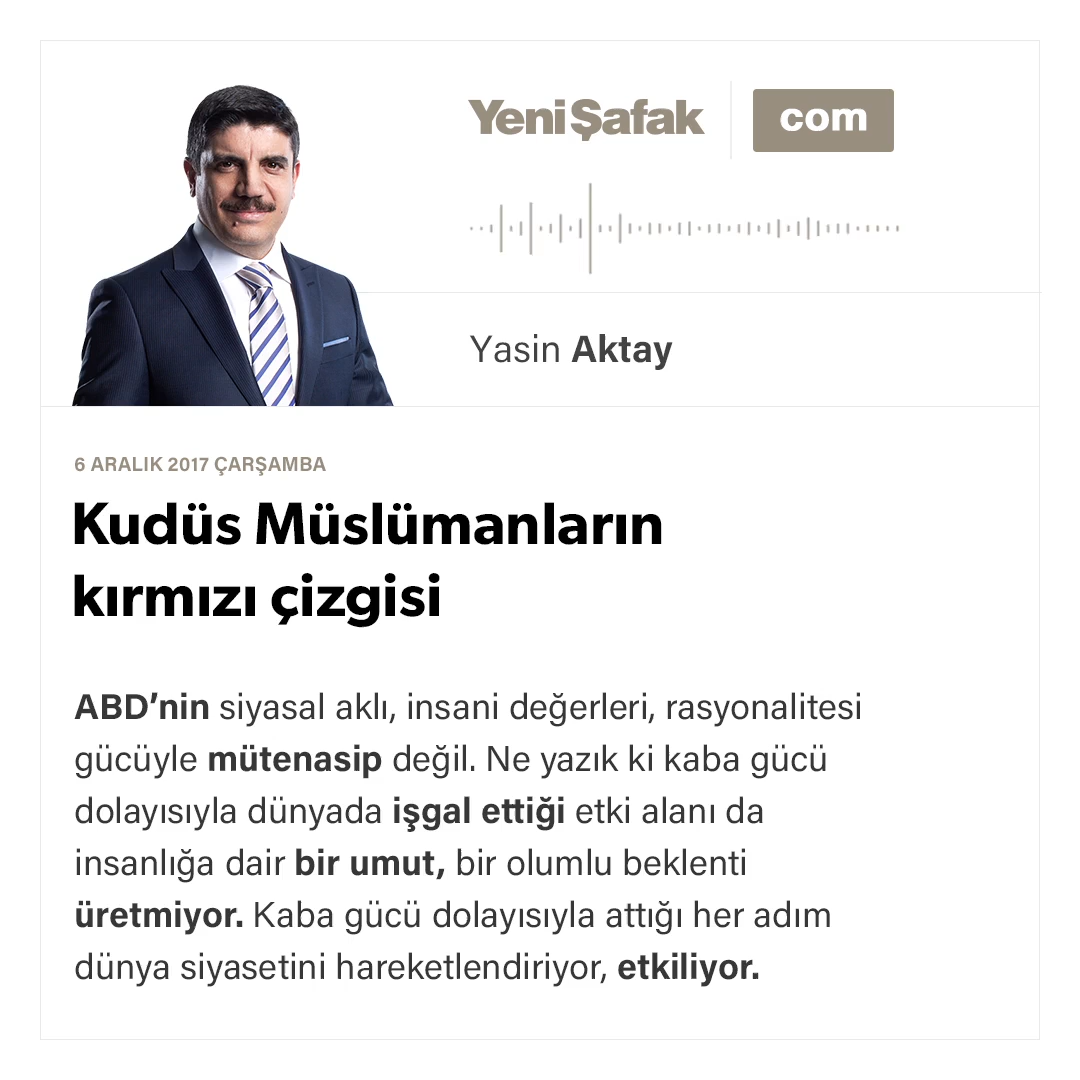 YeniŞafak com
Yasin Aktay
6 ARALIK 2017 ÇARŞAMBA
Kudüs Müslümanların
kırmızı çizgisi
ABD’nin siyasal aklı, insani değerleri, rasyonalitesi
gücüyle mütenasip değil. Ne yazık ki kaba gücü
dolayısıyla dünyada işgal ettiği etki alanı da
insanlığa dair bir umut, bir olumlu beklenti
üretmiyor. Kaba gücü dolayısıyla attığı her adım
dünya siyasetini hareketlendiriyor, etkiliyor.